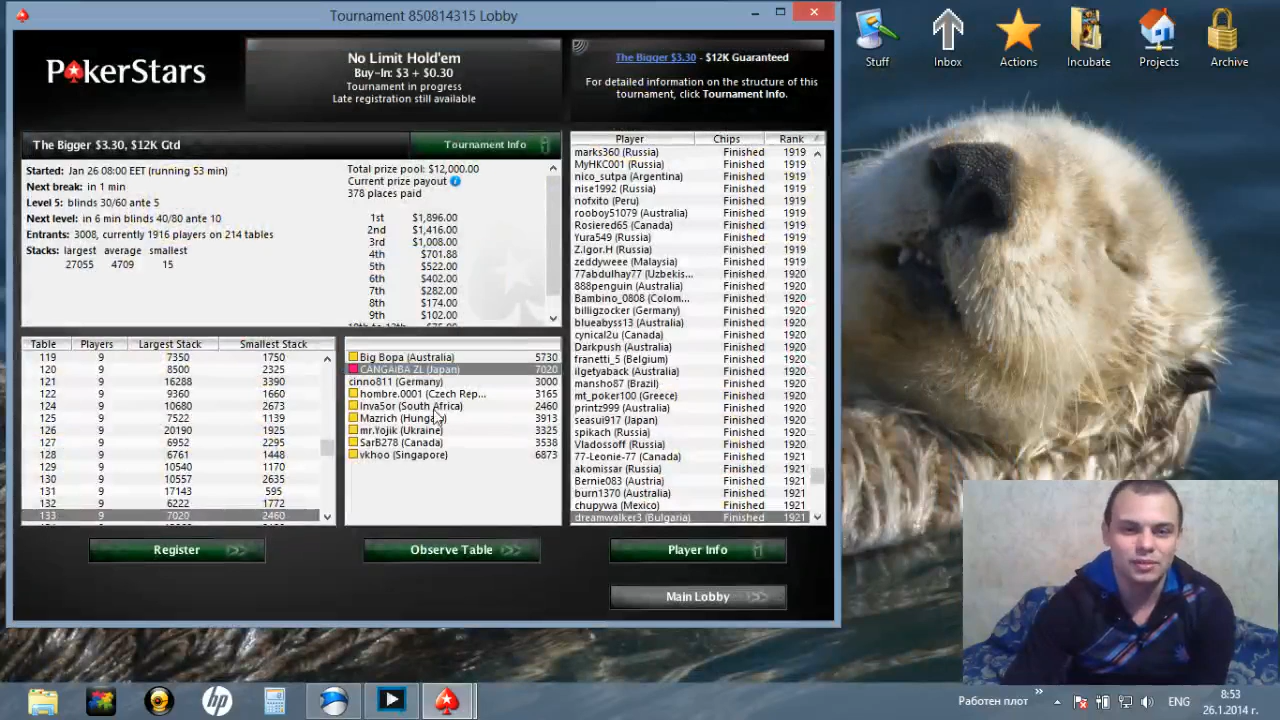 Tournament 850814315 Lobby
POKERSTARS
No Limit Hold'em
Buy-In: $3 + $0.30
Tournament in progress
Late registration still available
The Bigger $3.30 - $12K Guaranteed
For detailed information on the structure of this
tournament, click Tournament Info.
The Bigger $3.30, $12K Gtd
Tournament Info
Started: Jan 26 08:00 EET (running 53 min)
Next break: in 1 min
Level 5: blinds 30/60 ante 5
Next level: in 6 min blinds 40/80 ante 10
Entrants: 3008, currently 1916 players on 214 tables
Stacks: largest average smallest
27055 4709 15
Total prize pool: $12,000.00
Current prize payout
378 places paid
1st $1,896.00
2nd $1,416.00
3rd $1,008.00
4th $701.88
5th $522.00
6th $402.00
7th $282.00
8th $174.00
9th $102.00
Table Players Largest Stack Smallest Stack
119 9 7350 1750
120 9 8500 2325
121 9 16288 3390
122 9 9360 1660
124 9 10680 2673
125 9 7522 1139
126 9 20190 1925
127 9 6952 2295
128 9 6761 1448
129 9 10540 1170
130 9 10557 2635
131 9 17143 595
132 9 6222 1772
133 9 7020 2460
Big Bopa (Australia) 5730
CANGAIBA ZL (Japan) 7020
cinno811 (Germany) 3000
hombre.0001 (Czech Rep... 3165
inva5or (South Africa) 2460
Mazrich (Hungary) 3913
mr.Yojik (Ukraine) 3325
SarB278 (Canada) 3538
vkhoo (Singapore) 6873
Player Chips Rank
marks360 (Russia) Finished 1919
MyHKC001 (Russia) Finished 1919
nico_sutpa (Argentina) Finished 1919
nise1992 (Russia) Finished 1919
nofxito (Peru) Finished 1919
rooboy51079 (Australia) Finished 1919
Rosiered65 (Canada) Finished 1919
Yura549 (Russia) Finished 1919
Z.Igor.H (Russia) Finished 1919
zeddyweee (Malaysia) Finished 1919
77abdulhay77 (Uzbekis... Finished 1920
888penguin (Australia) Finished 1920
Bambino_0808 (Colom... Finished 1920
billigzocker (Germany) Finished 1920
blueabyss13 (Australia) Finished 1920
cynical2u (Canada) Finished 1920
Darkpush (Australia) Finished 1920
franetti_5 (Belgium) Finished 1920
ilgetyaback (Australia) Finished 1920
mansho87 (Brazil) Finished 1920
mt_poker100 (Greece) Finished 1920
printz999 (Australia) Finished 1920
seasui917 (Japan) Finished 1920
spikach (Russia) Finished 1920
Vladossoff (Russia) Finished 1920
77-Leonie-77 (Canada) Finished 1921
akomissar (Russia) Finished 1921
Bernie083 (Austria) Finished 1921
burn1370 (Austria) Finished 1921
chupywa (Mexico) Finished 1921
dreamwalker3 (Bulgaria) Finished 1921
Register
Observe Table
Player Info
Main Lobby
Stuff
Inbox
Actions
Incubate
Projects
Archive
Работен плот
ENG
8:53
26.1.2014 г.